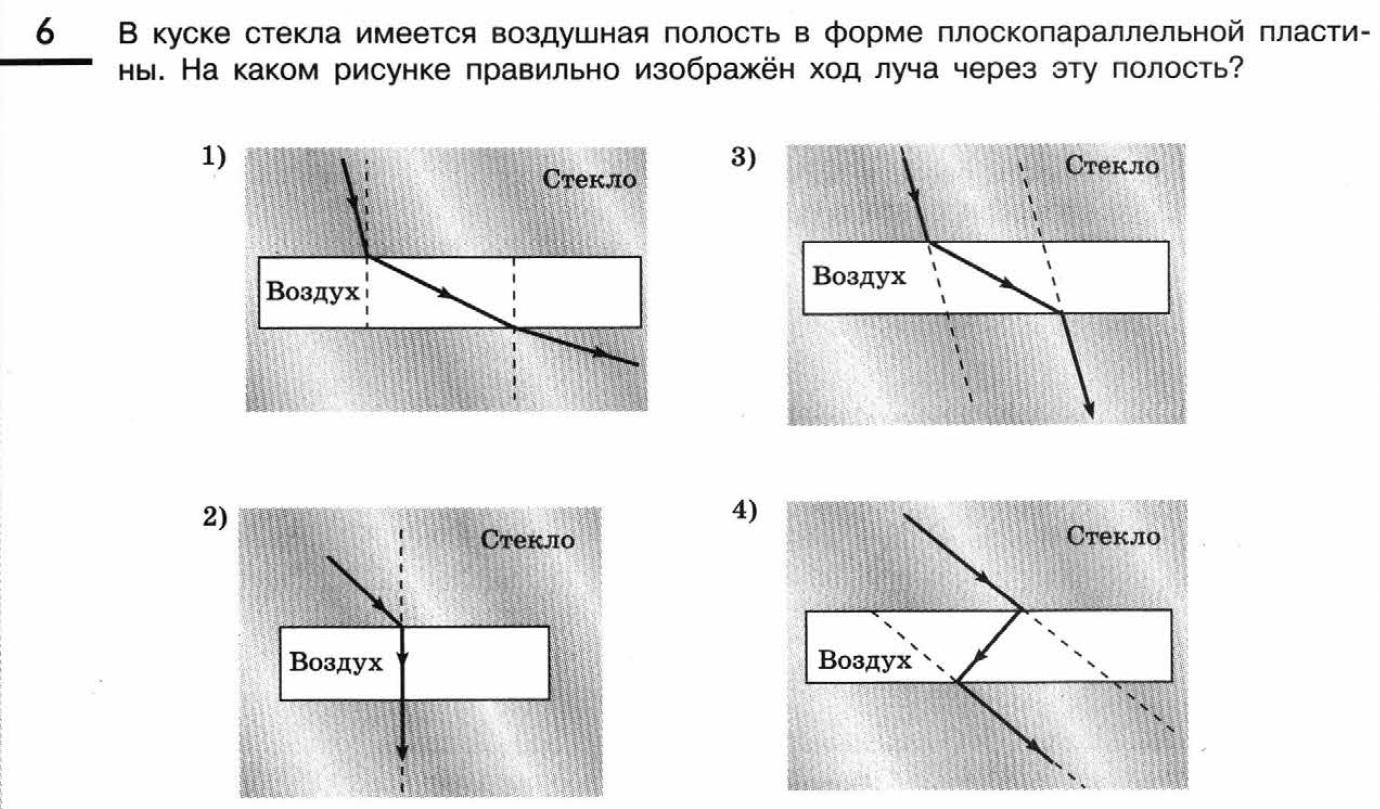 6 В куске стекла имеется воздушная полость в форме плоскопараллельной пласти-
ны. На каком рисунке правильно изображён ход луча через эту полость?
1)
Стекло
Воздух
3)
Стекло
Воздух
2)
Стекло
Воздух
4)
Стекло
Воздух